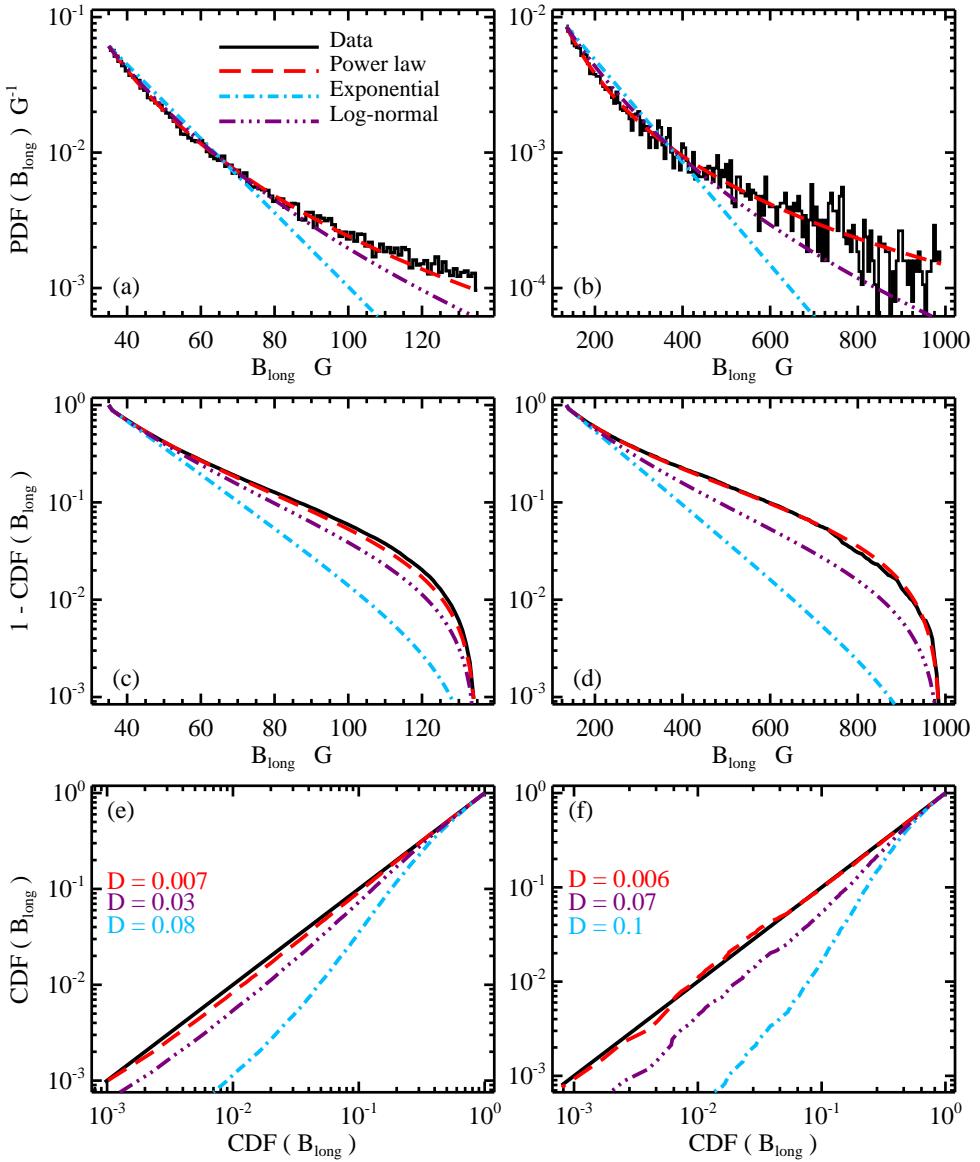 Data
Power law
Exponential
Log-normal
PDF ( B_long ) G^-1
10^-1
10^-2
10^-3
(a)
40 60 80 100 120
B_long G
10^-2
10^-3
10^-4
(b)
200 400 600 800 1000
B_long G
1 - CDF ( B_long )
10^0
10^-1
10^-2
10^-3
(c)
40 60 80 100 120
B_long G
10^0
10^-1
10^-2
10^-3
(d)
200 400 600 800 1000
B_long G
CDF ( B_long )
10^0
10^-1
10^-2
10^-3
(e)
D = 0.007
D = 0.03
D = 0.08
10^-3 10^-2 10^-1 10^0
CDF ( B_long )
10^0
10^-1
10^-2
10^-3
(f)
D = 0.006
D = 0.07
D = 0.1
10^-3 10^-2 10^-1 10^0
CDF ( B_long )